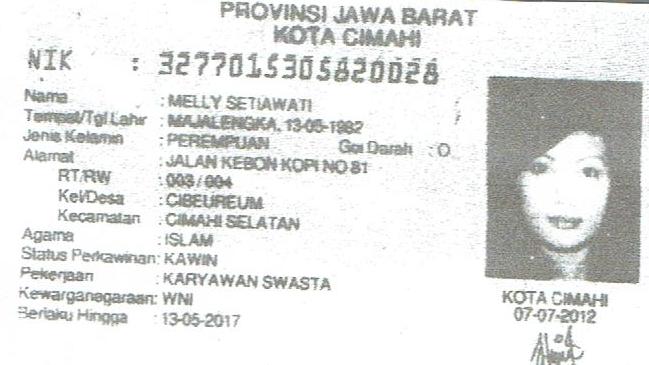 PROVINSI JAWA BARAT
KOTA CIMAHI
NIK : 3277015305820028
Nama : MELLY SETIAWATI
Tempat/Tgl Lahir : MAJALENGKA, 13-05-1982
Jenis Kelamin : PEREMPUAN Gol Darah : O
Alamat : JALAN KEBON KOPI NO 81
RT/RW : 003 / 004
Kel/Desa : CIBEUREUM
Kecamatan : CIMAHI SELATAN
Agama : ISLAM
Status Perkawinan: KAWIN
Pekerjaan : KARYAWAN SWASTA
Kewarganegaraan: WNI
Berlaku Hingga : 13-05-2017
KOTA CIMAHI
07-07-2012